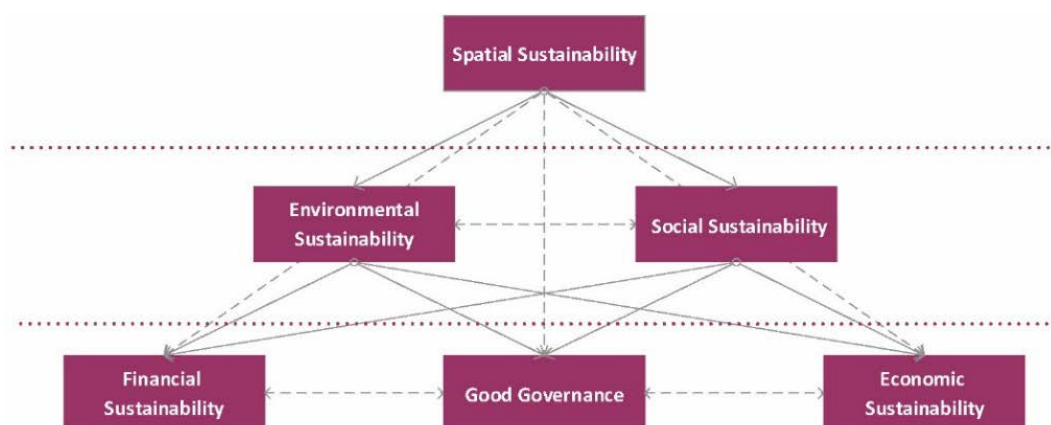 Spatial Sustainability
Environmental
Sustainability
Social Sustainability
Financial
Sustainability
Good Governance
Economic
Sustainability